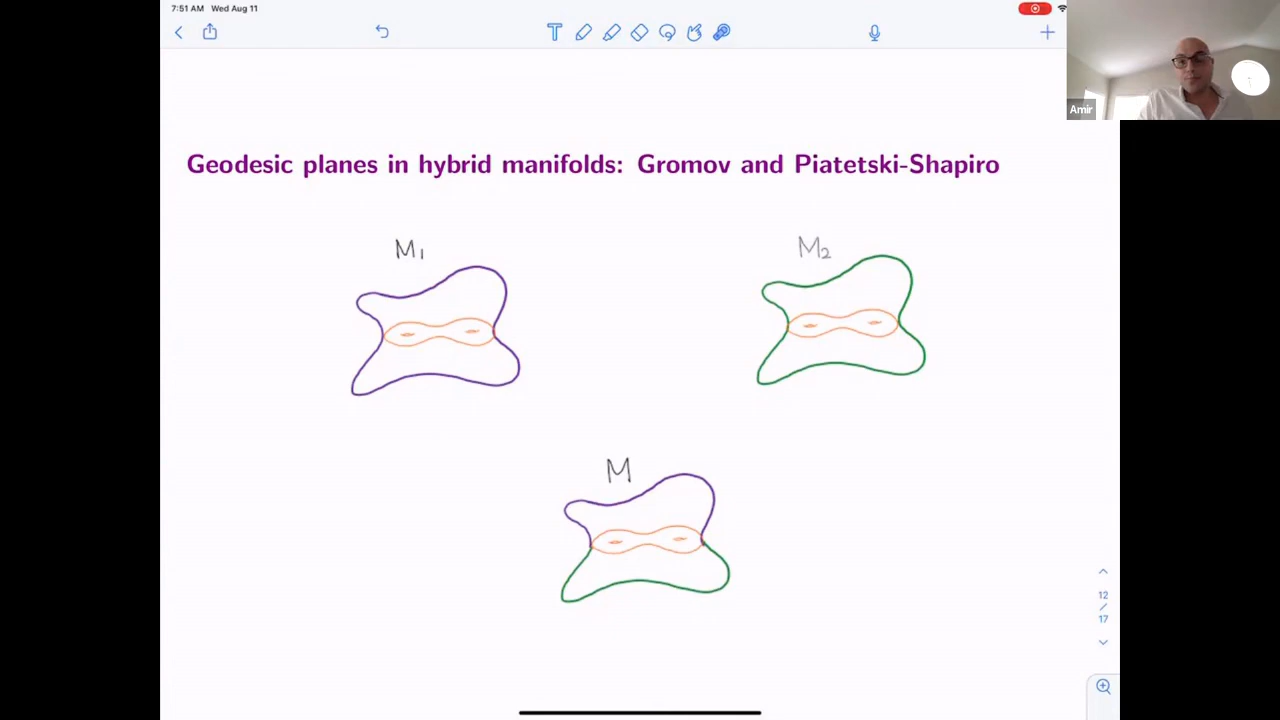 7:51 AM Wed Aug 11
Amir
Geodesic planes in hybrid manifolds: Gromov and Piatetski-Shapiro
M₁
M₂
M
12
/
17